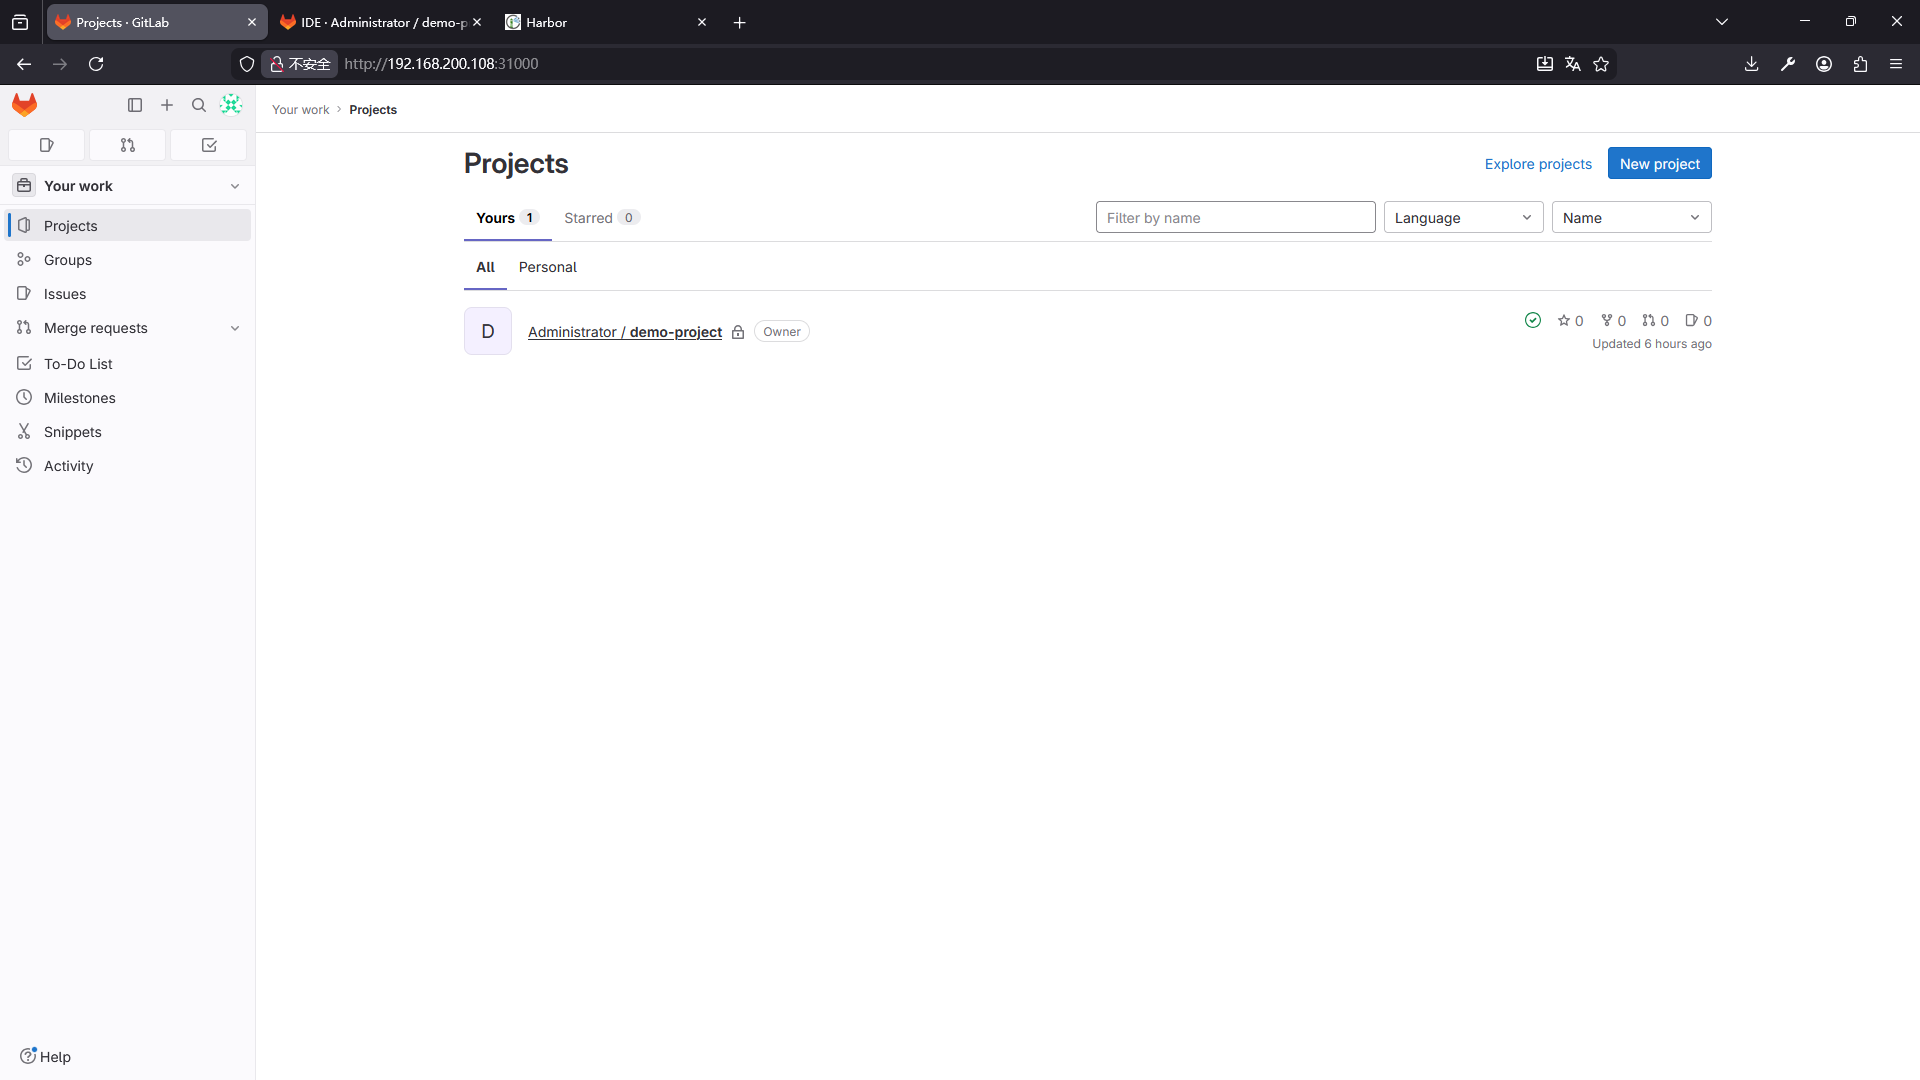 Projects · GitLab
IDE · Administrator / demo-p
Harbor
不安全
http://192.168.200.108:31000
Your work › Projects
Your work
Projects
Groups
Issues
Merge requests
To-Do List
Milestones
Snippets
Activity
Help
Projects
Explore projects
New project
Yours 1
Starred 0
Filter by name
Language
Name
All
Personal
D
Administrator / demo-project
Owner
0 0 0 0
Updated 6 hours ago